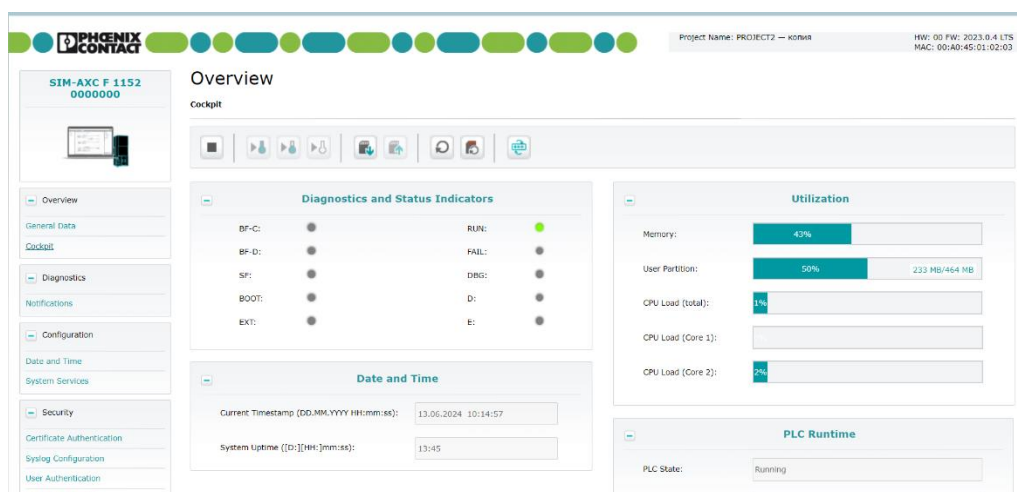 PHŒNIX CONTACT
Project Name: PROJECT2 — копия
HW: 00 FW: 2023.0.4 LTS
MAC: 00:A0:45:01:02:03
SIM-AXC F 1152
0000000
Overview
General Data
Cockpit
Diagnostics
Notifications
Configuration
Date and Time
System Services
Security
Certificate Authentication
Syslog Configuration
User Authentication
Overview
Cockpit
Diagnostics and Status Indicators
BF-C: RUN:
BF-D: FAIL:
SF: DBG:
BOOT: D:
EXT: E:
Date and Time
Current Timestamp (DD.MM.YYYY HH:mm:ss): 13.06.2024 10:14:57
System Uptime ([D:][HH:]mm:ss): 13:45
Utilization
Memory: 43%
User Partition: 50% 233 MB/464 MB
CPU Load (total): 1%
CPU Load (Core 1):
CPU Load (Core 2): 2%
PLC Runtime
PLC State: Running